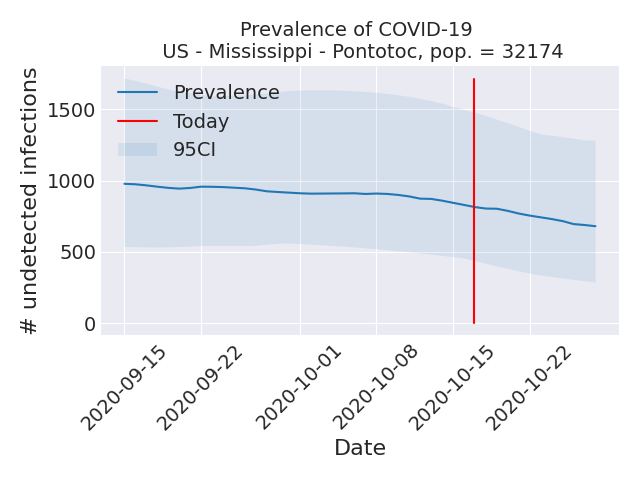 Prevalence of COVID-19
US - Mississippi - Pontotoc, pop. = 32174
# undetected infections
1500
1000
500
0
Prevalence
Today
95CI
2020-09-15
2020-09-22
2020-10-01
2020-10-08
2020-10-15
2020-10-22
Date